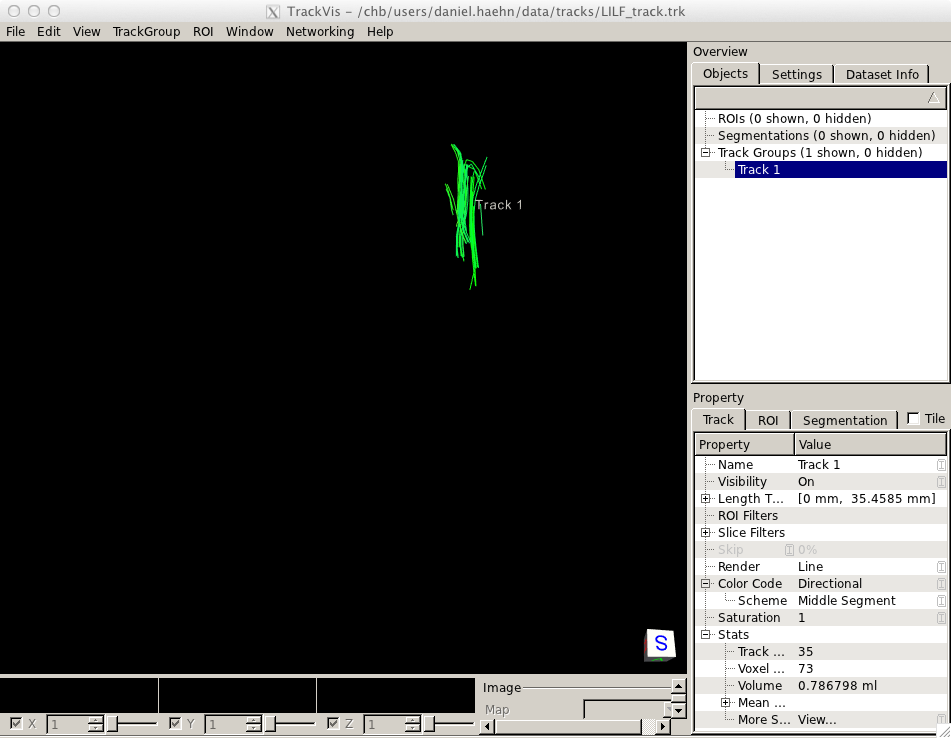 TrackVis - /chb/users/daniel.haehn/data/tracks/LILF_track.trk
File Edit View TrackGroup ROI Window Networking Help
Overview
Objects Settings Dataset Info
ROIs (0 shown, 0 hidden)
Segmentations (0 shown, 0 hidden)
Track Groups (1 shown, 0 hidden)
Track 1
Track 1
Property
Track ROI Segmentation Tile
Property Value
Name Track 1
Visibility On
Length T... [0 mm, 35.4585 mm]
ROI Filters
Slice Filters
Skip 0%
Render Line
Color Code Directional
Scheme Middle Segment
Saturation 1
Stats
Track ... 35
Voxel ... 73
Volume 0.786798 ml
Mean ...
More S... View...
S
Image
Map
X 1 Y 1 Z 1